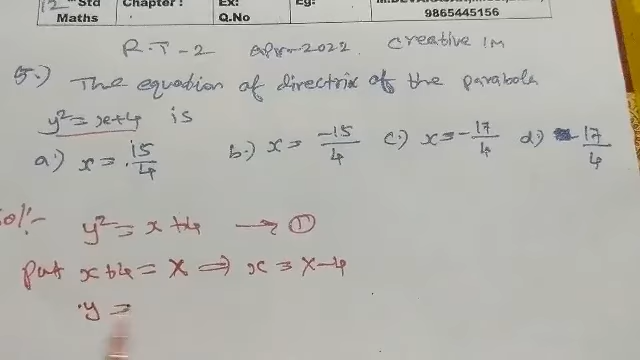 12 Std Chapter : Ex: Eg:
Maths Q.No 9865445156
R.T-2 Apr-2022 Creative 1M
5.) The equation of directrix of the parabola
y² = x+4 is
a.) x = 15/4 b.) x = -15/4 c.) x = -17/4 d.) 17/4
Sol:-
y² = x+4 → ①
put x+4 = X ⇒ x = X-4
y =